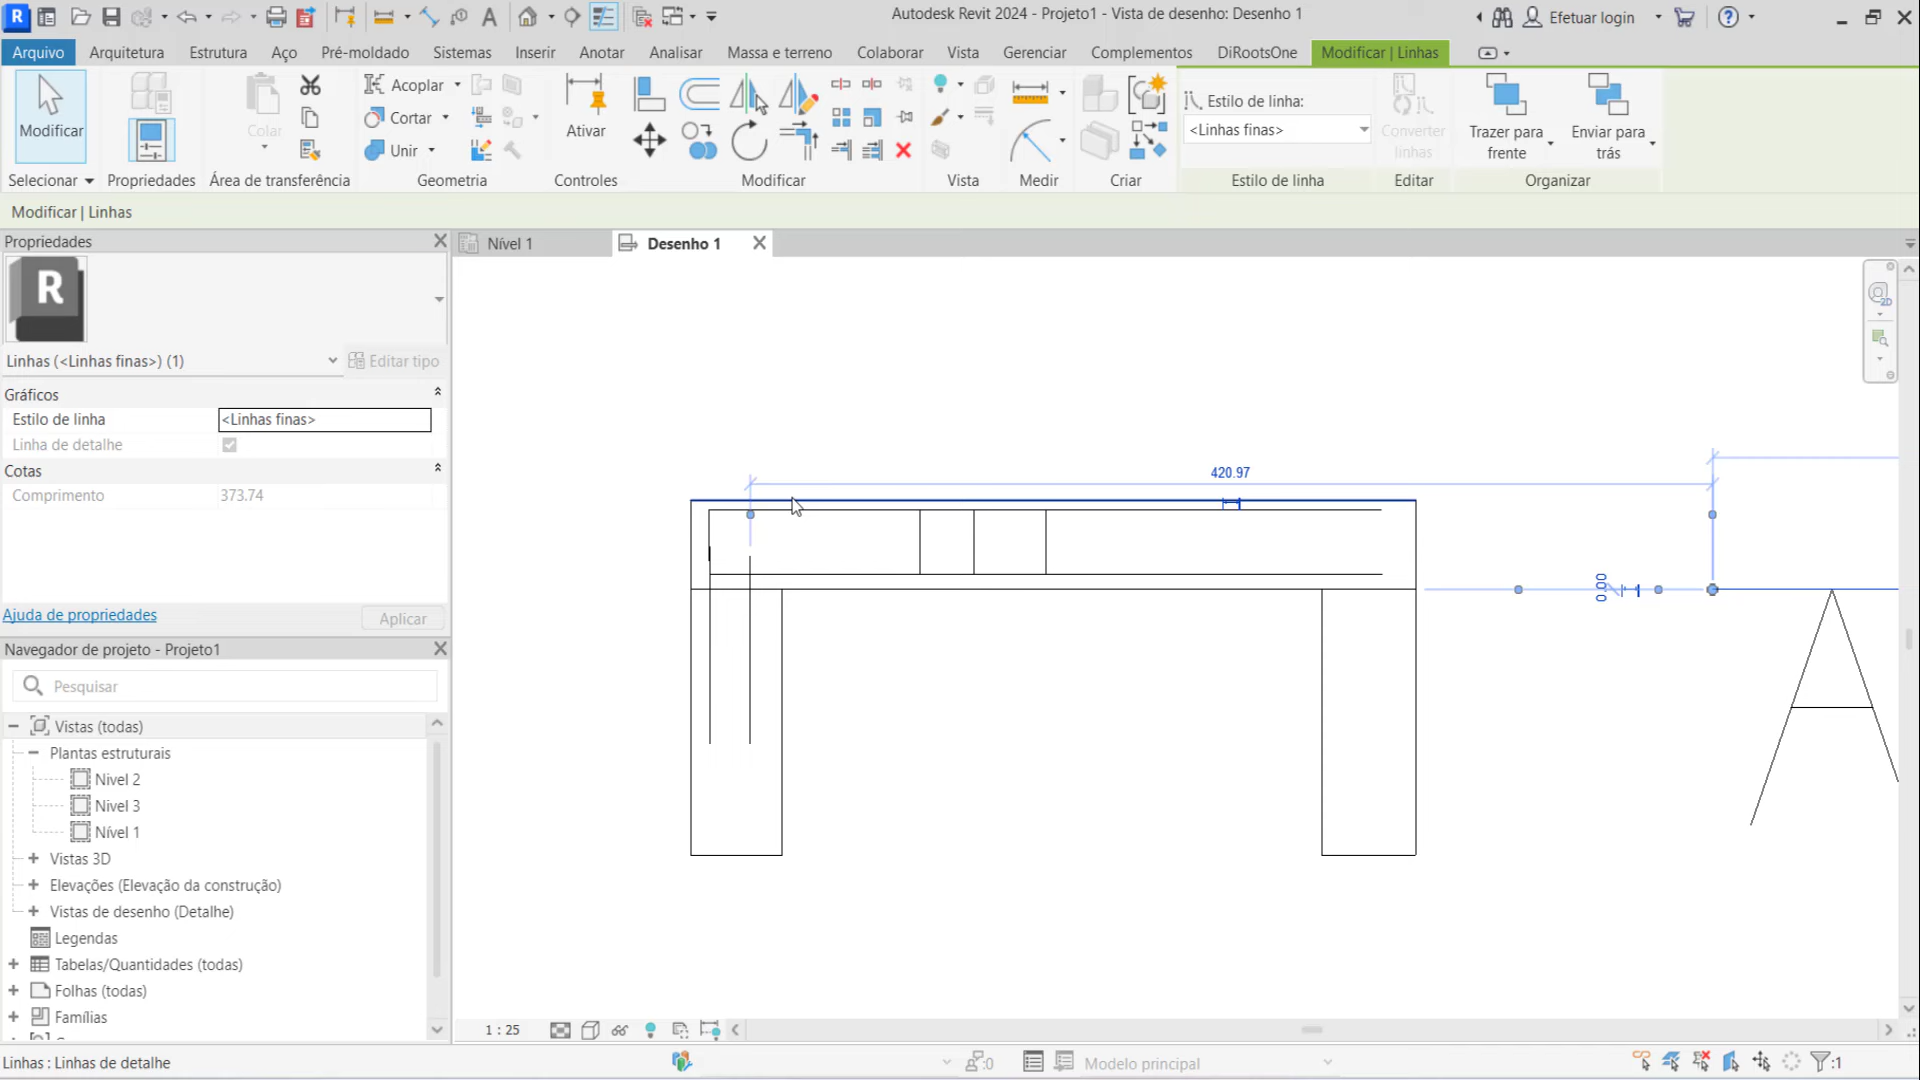 Autodesk Revit 2024 - Projeto1 - Vista de desenho: Desenho 1
Efetuar login
Arquivo Arquitetura Estrutura Aço Pré-moldado Sistemas Inserir Anotar Analisar Massa e terreno Colaborar Vista Gerenciar Complementos DiRootsOne Modificar | Linhas
Modificar
Colar
Acoplar
Cortar
Unir
Ativar
Estilo de linha:
<Linhas finas>
Converter linhas
Trazer para frente
Enviar para trás
Selecionar Propriedades Área de transferência Geometria Controles Modificar Vista Medir Criar Estilo de linha Editar Organizar
Modificar | Linhas
Propriedades
Nível 1
Desenho 1
R
Linhas (<Linhas finas>) (1)
Editar tipo
Gráficos
Estilo de linha <Linhas finas>
Linha de detalhe
Cotas
Comprimento 373.74
Ajuda de propriedades
Aplicar
420.97
0.00
Navegador de projeto - Projeto1
Pesquisar
Vistas (todas)
Plantas estruturais
Nivel 2
Nivel 3
Nível 1
Vistas 3D
Elevações (Elevação da construção)
Vistas de desenho (Detalhe)
Legendas
Tabelas/Quantidades (todas)
Folhas (todas)
Famílias
1 : 25
Linhas : Linhas de detalhe
:0
Modelo principal
:1